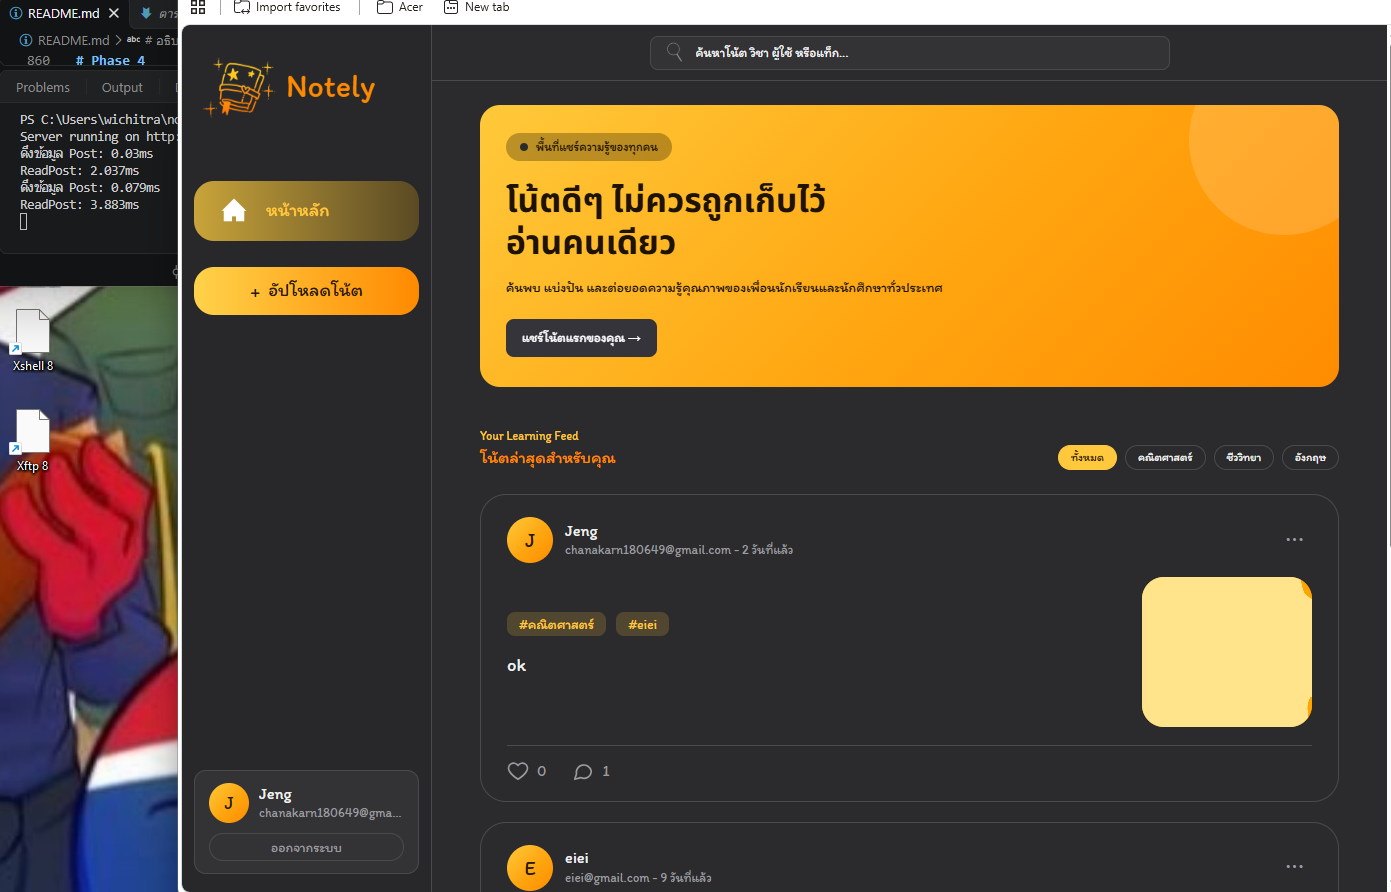 README.md
README.md > abc # อธิบ
860 # Phase 4
Problems Output
PS C:\Users\wichitra\no
Server running on http:
ดึงข้อมูล Post: 0.03ms
ReadPost: 2.037ms
ดึงข้อมูล Post: 0.079ms
ReadPost: 3.883ms
Xshell 8
Xftp 8
Import favorites Acer New tab
Notely
หน้าหลัก
+ อัปโหลดโน้ต
Jeng
J
chanakarn180649@gma...
ออกจากระบบ
ค้นหาโน้ต วิชา ผู้ใช้ หรือแท็ก...
พื้นที่แชร์ความรู้ของทุกคน
โน้ตดีๆ ไม่ควรถูกเก็บไว้
อ่านคนเดียว
ค้นพบ แบ่งปัน และต่อยอดความรู้คุณภาพของเพื่อนนักเรียนและนักศึกษาทั่วประเทศ
แชร์โน้ตแรกของคุณ →
Your Learning Feed
โน้ตล่าสุดสำหรับคุณ
ทั้งหมด คณิตศาสตร์ ชีววิทยา อังกฤษ
J
Jeng
chanakarn180649@gmail.com - 2 วันที่แล้ว
#คณิตศาสตร์ #eiei
ok
0 1
E
eiei
eiei@gmail.com - 9 วันที่แล้ว